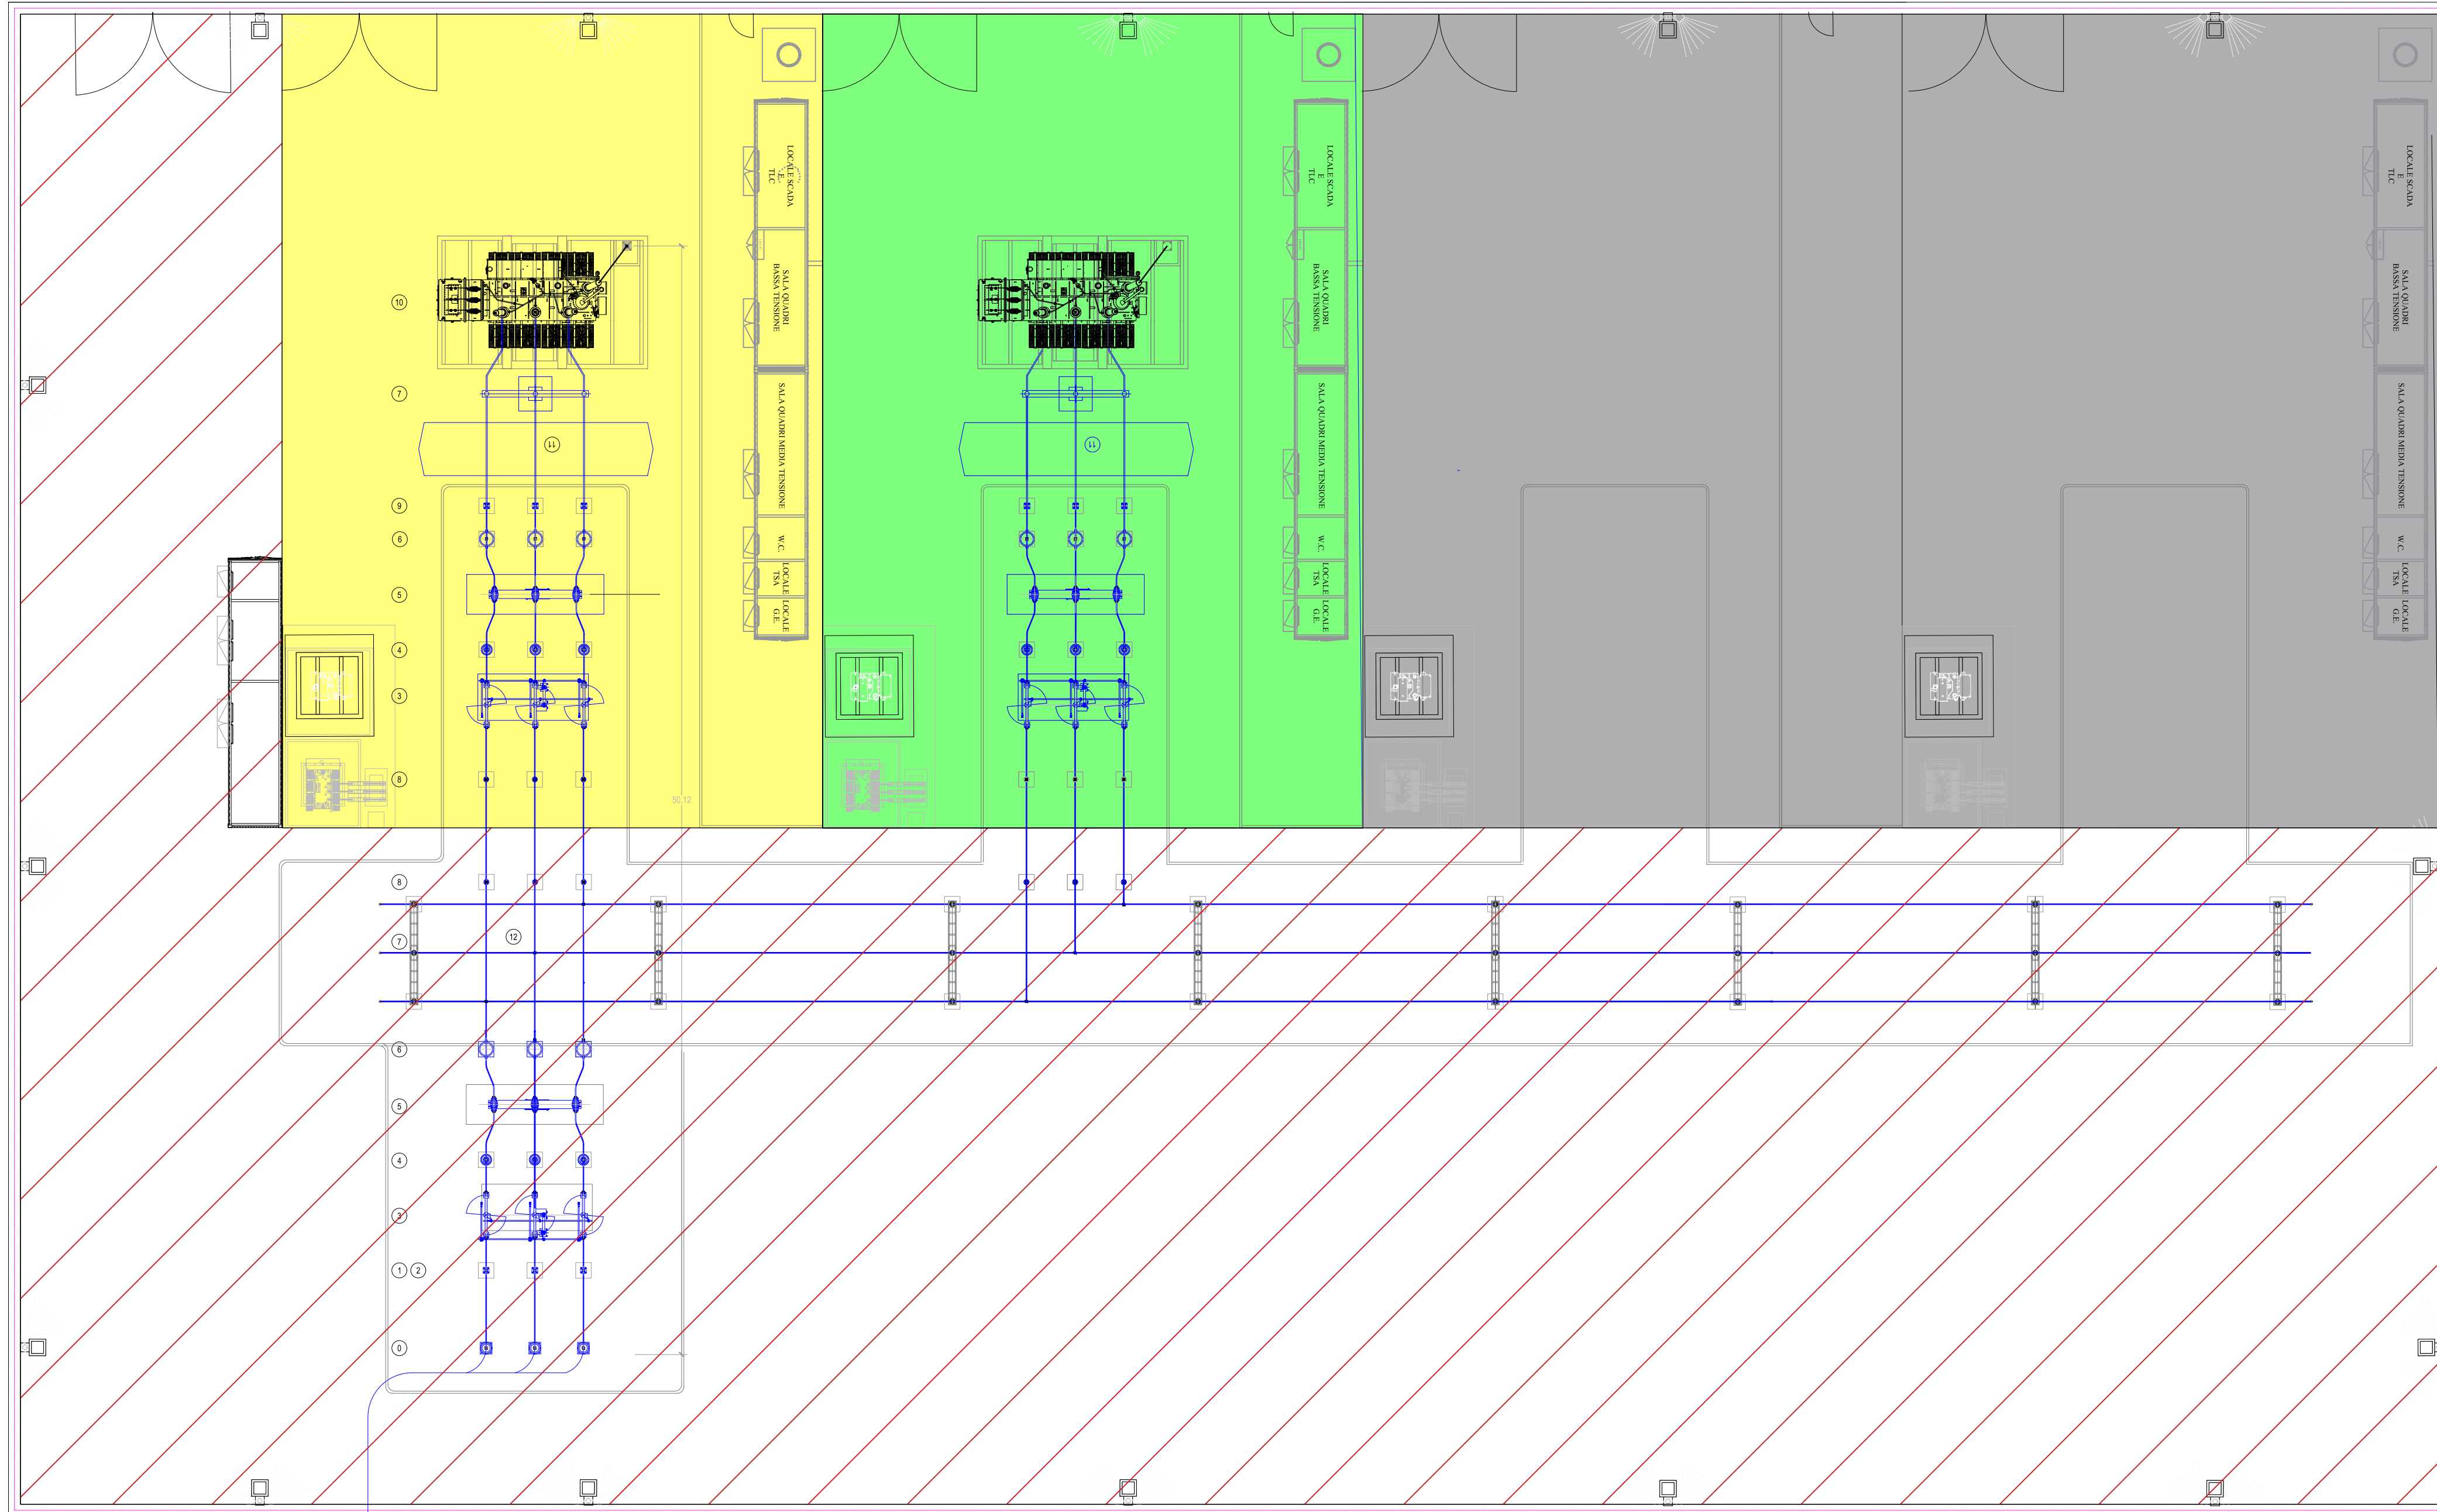 LOCALE SCADA
E
TLC
SALA QUADRI
BASSA TENSIONE
SALA QUADRI MEDIA TENSIONE
W.C.
LOCALE
TSA
LOCALE
G.E.
LOCALE SCADA
E
TLC
SALA QUADRI
BASSA TENSIONE
SALA QUADRI MEDIA TENSIONE
W.C.
LOCALE
TSA
LOCALE
G.E.
LOCALE SCADA
E
TLC
SALA QUADRI
BASSA TENSIONE
SALA QUADRI MEDIA TENSIONE
W.C.
LOCALE
TSA
LOCALE
G.E.
10
7
11
11
9
6
5
4
3
8
50.12
8
7
12
6
5
4
3
1 2
0